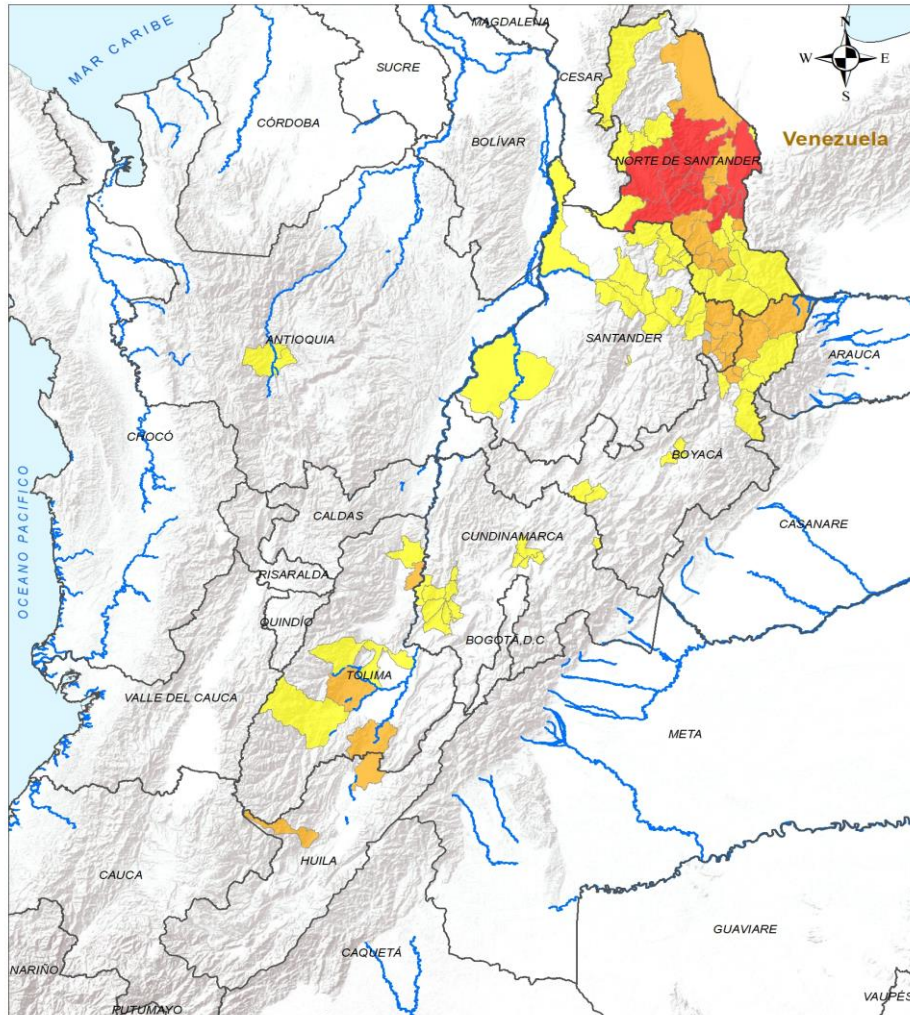 MAGDALENA
MAR CARIBE
N
W E
S
SUCRE
CESAR
CÓRDOBA
BOLÍVAR
Venezuela
NORTE DE SANTANDER
ANTIOQUIA
SANTANDER
ARAUCA
CHOCÓ
BOYACÁ
OCEANO PACIFICO
CALDAS
CUNDINAMARCA
CASANARE
RISARALDA
QUINDÍO
BOGOTÁ, D.C
TOLIMA
VALLE DEL CAUCA
META
HUILA
CAUCA
GUAVIARE
CAQUETÁ
NARIÑO
VAUPÉS
PUTUMAYO